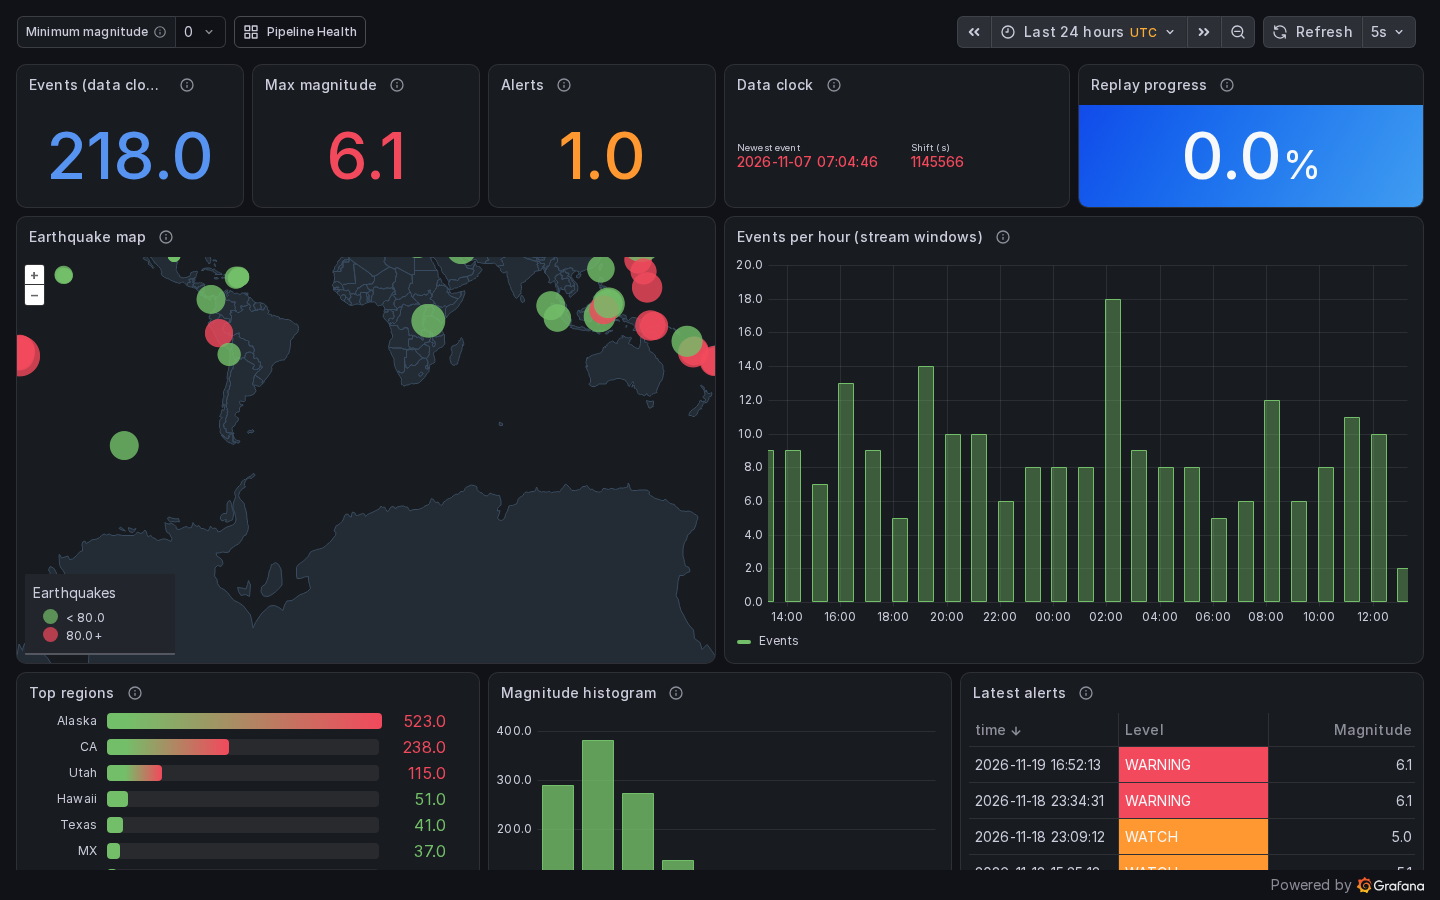 Minimum magnitude 0 Pipeline Health Last 24 hours UTC Refresh 5s
Events (data clo... Max magnitude Alerts Data clock Replay progress
218.0
6.1
1.0
Newest event Shift (s)
2026-11-07 07:04:46 1145566
0.0%
Earthquake map
+
−
Earthquakes
< 80.0
80.0+
Events per hour (stream windows)
20.0
18.0
16.0
14.0
12.0
10.0
8.0
6.0
4.0
2.0
0.0
14:00 16:00 18:00 20:00 22:00 00:00 02:00 04:00 06:00 08:00 10:00 12:00
Events
Top regions
Alaska 523.0
CA 238.0
Utah 115.0
Hawaii 51.0
Texas 41.0
MX 37.0
Magnitude histogram
400.0
300.0
200.0
Latest alerts
time Level Magnitude
2026-11-19 16:52:13 WARNING 6.1
2026-11-18 23:34:31 WARNING 6.1
2026-11-18 23:09:12 WATCH 5.0
Powered by Grafana